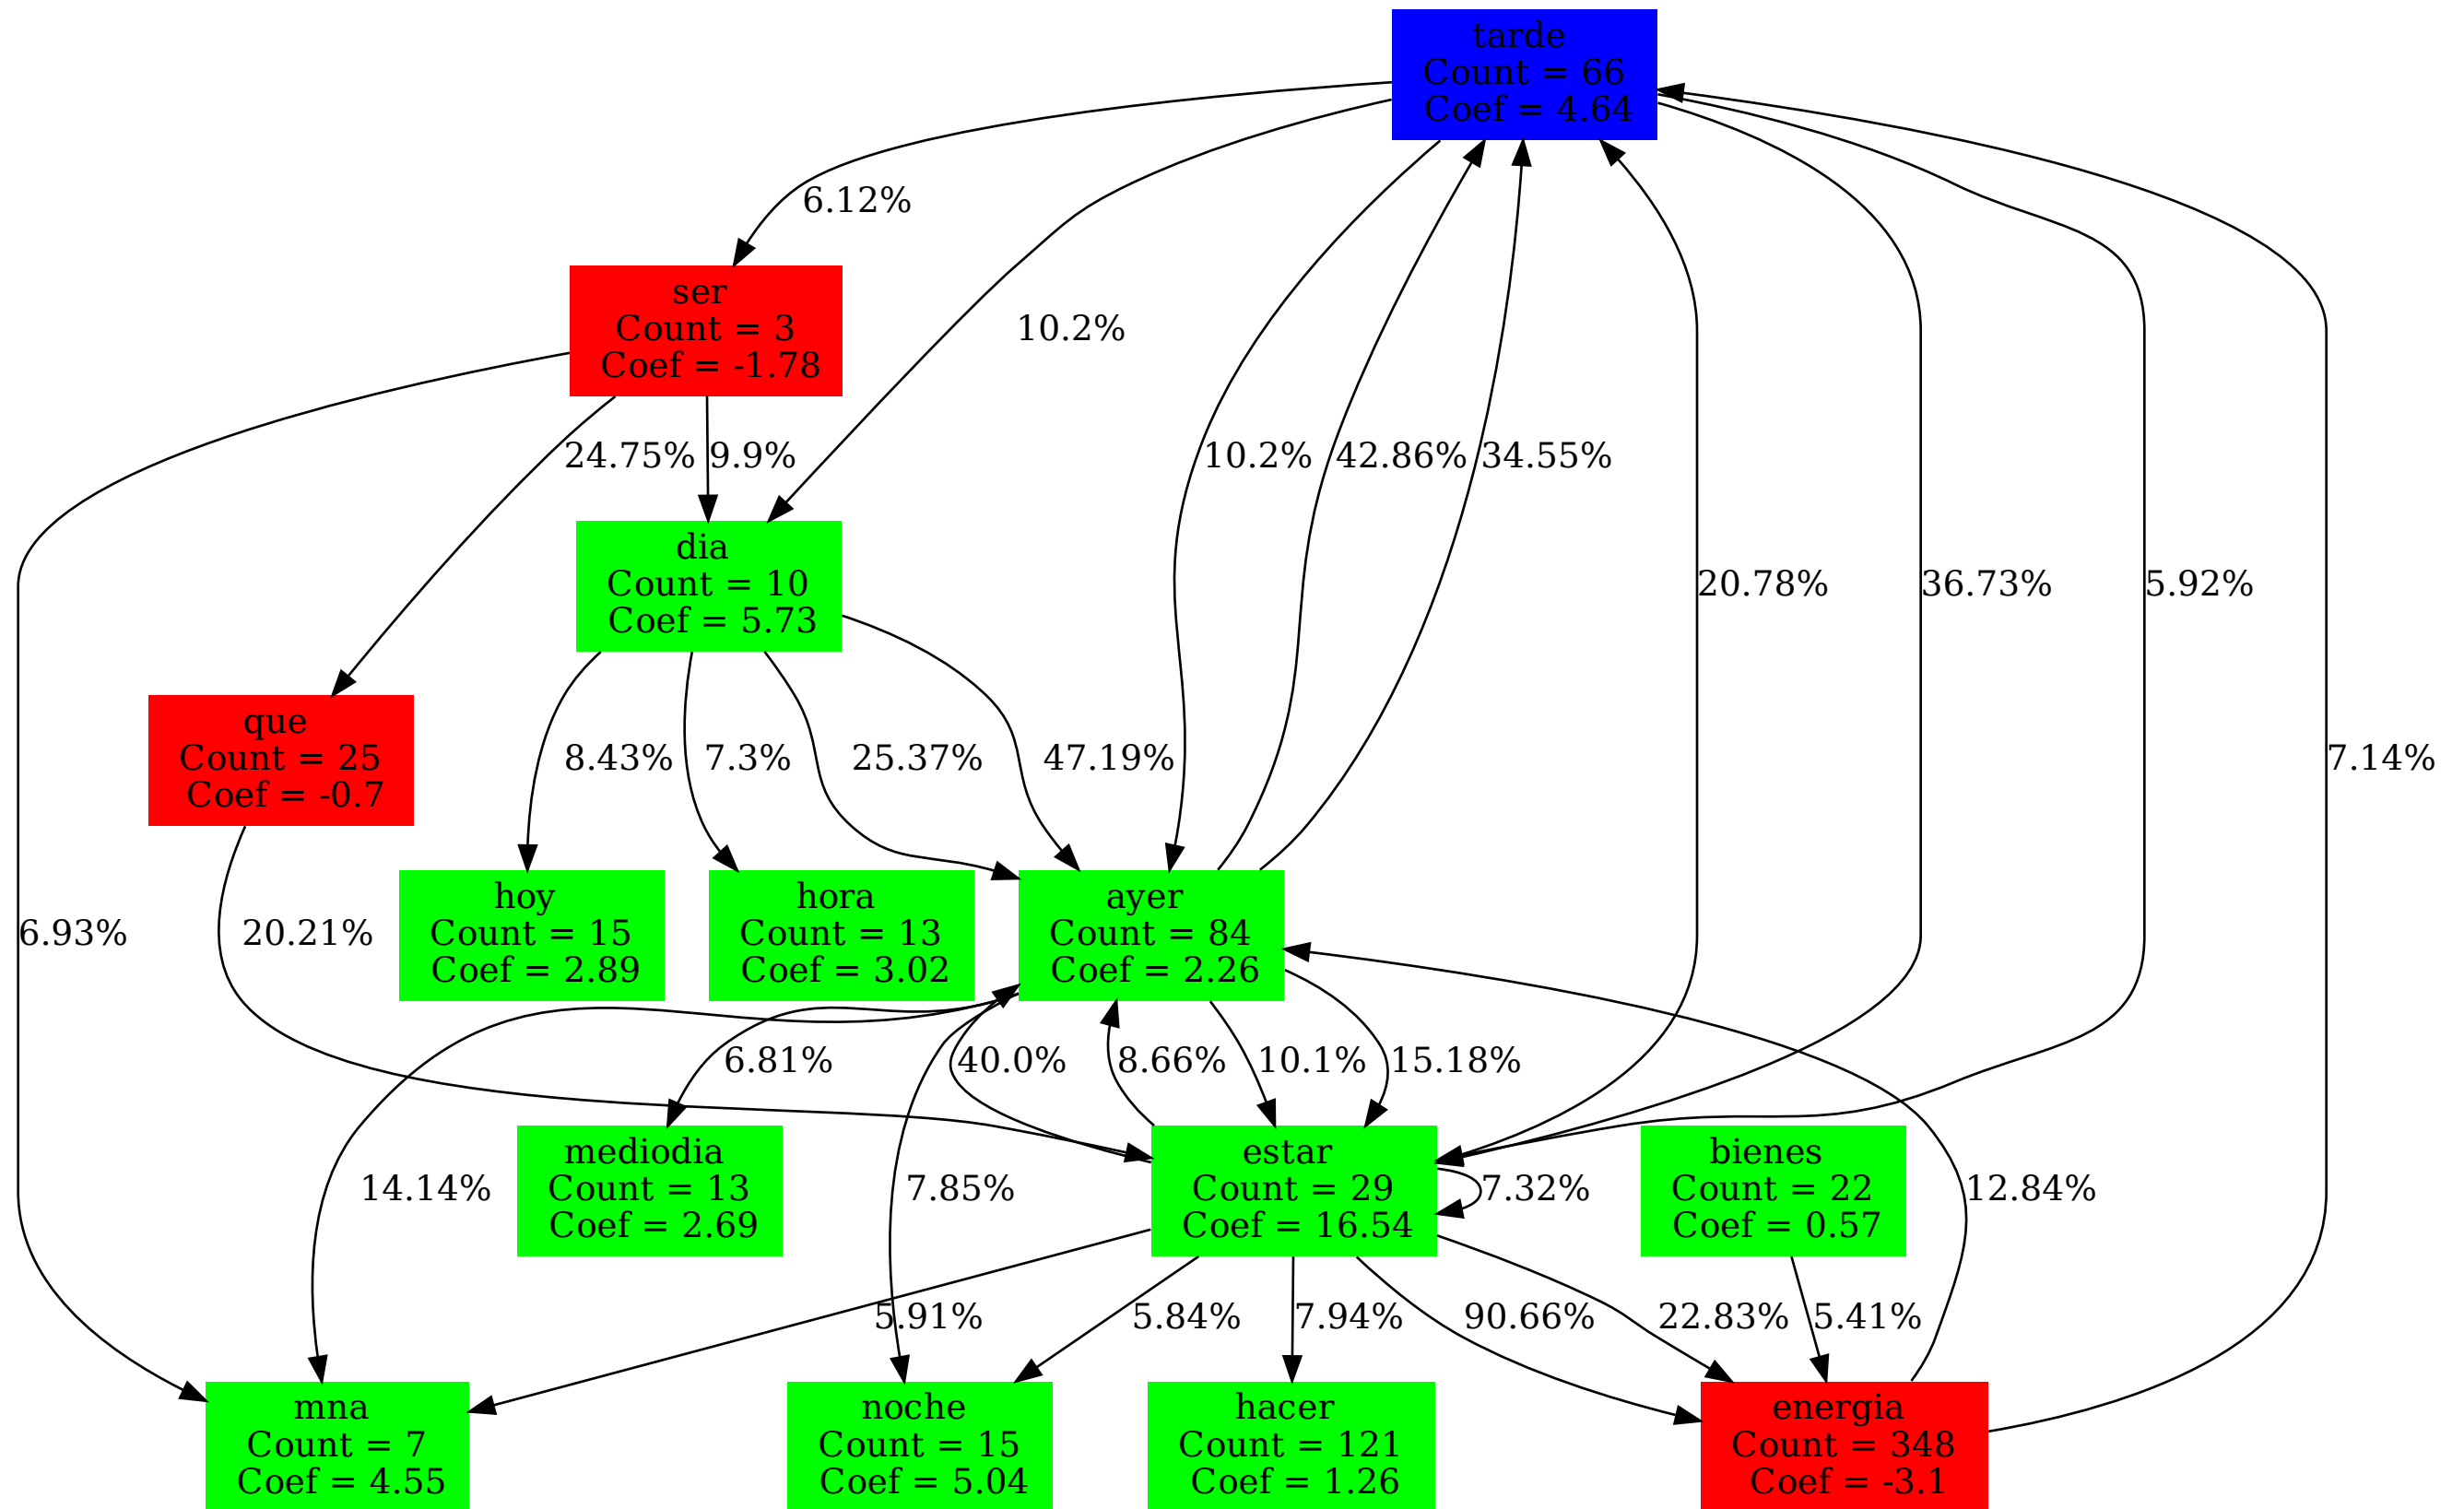 tarde
Count = 66
Coef = 4.64
6.12%
ser
Count = 3
Coef = -1.78
10.2%
24.75%
9.9%
10.2%
42.86%
34.55%
dia
Count = 10
Coef = 5.73
20.78%
36.73%
5.92%
que
Count = 25
Coef = -0.7
8.43%
7.3%
25.37%
47.19%
7.14%
6.93%
20.21%
hoy
Count = 15
Coef = 2.89
hora
Count = 13
Coef = 3.02
ayer
Count = 84
Coef = 2.26
6.81%
40.0%
8.66%
10.1%
15.18%
14.14%
mediodia
Count = 13
Coef = 2.69
7.85%
estar
Count = 29
Coef = 16.54
7.32%
bienes
Count = 22
Coef = 0.57
12.84%
5.91%
5.84%
7.94%
90.66%
22.83%
5.41%
mna
Count = 7
Coef = 4.55
noche
Count = 15
Coef = 5.04
hacer
Count = 121
Coef = 1.26
energia
Count = 348
Coef = -3.1